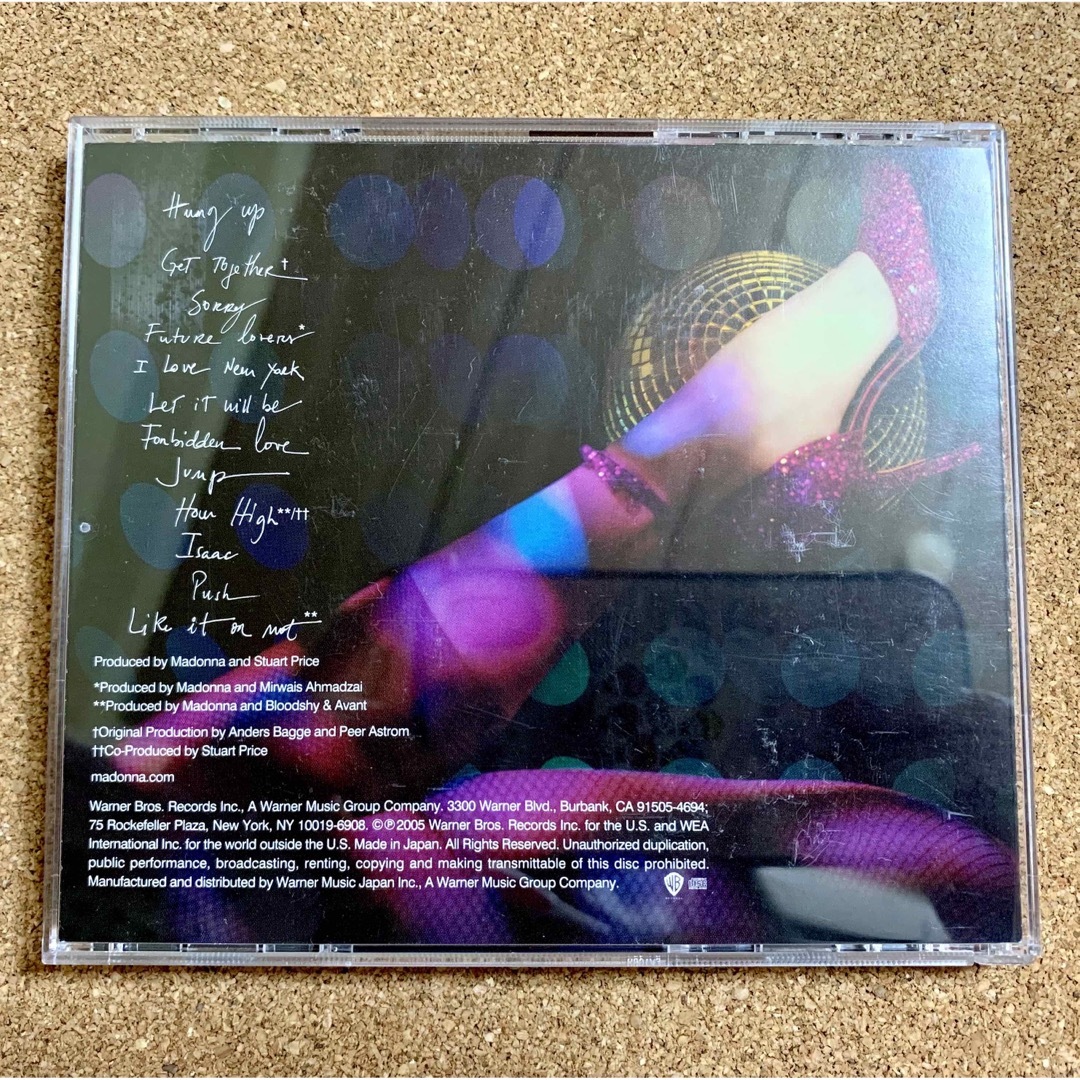 Hung up
Get Together†
Sorry
Future lovers*
I Love New York
Let it will be
Forbidden love
Jump
How High**/††
Isaac
Push
Like it or not**
Produced by Madonna and Stuart Price
*Produced by Madonna and Mirwais Ahmadzai
**Produced by Madonna and Bloodshy & Avant
†Original Production by Anders Bagge and Peer Astrom
††Co-Produced by Stuart Price
madonna.com
Warner Bros. Records Inc., A Warner Music Group Company. 3300 Warner Blvd., Burbank, CA 91505-4694;
75 Rockefeller Plaza, New York, NY 10019-6908. ©℗2005 Warner Bros. Records Inc. for the U.S. and WEA
International Inc. for the world outside the U.S. Made in Japan. All Rights Reserved. Unauthorized duplication,
public performance, broadcasting, renting, copying and making transmittable of this disc prohibited.
Manufactured and distributed by Warner Music Japan Inc., A Warner Music Group Company.